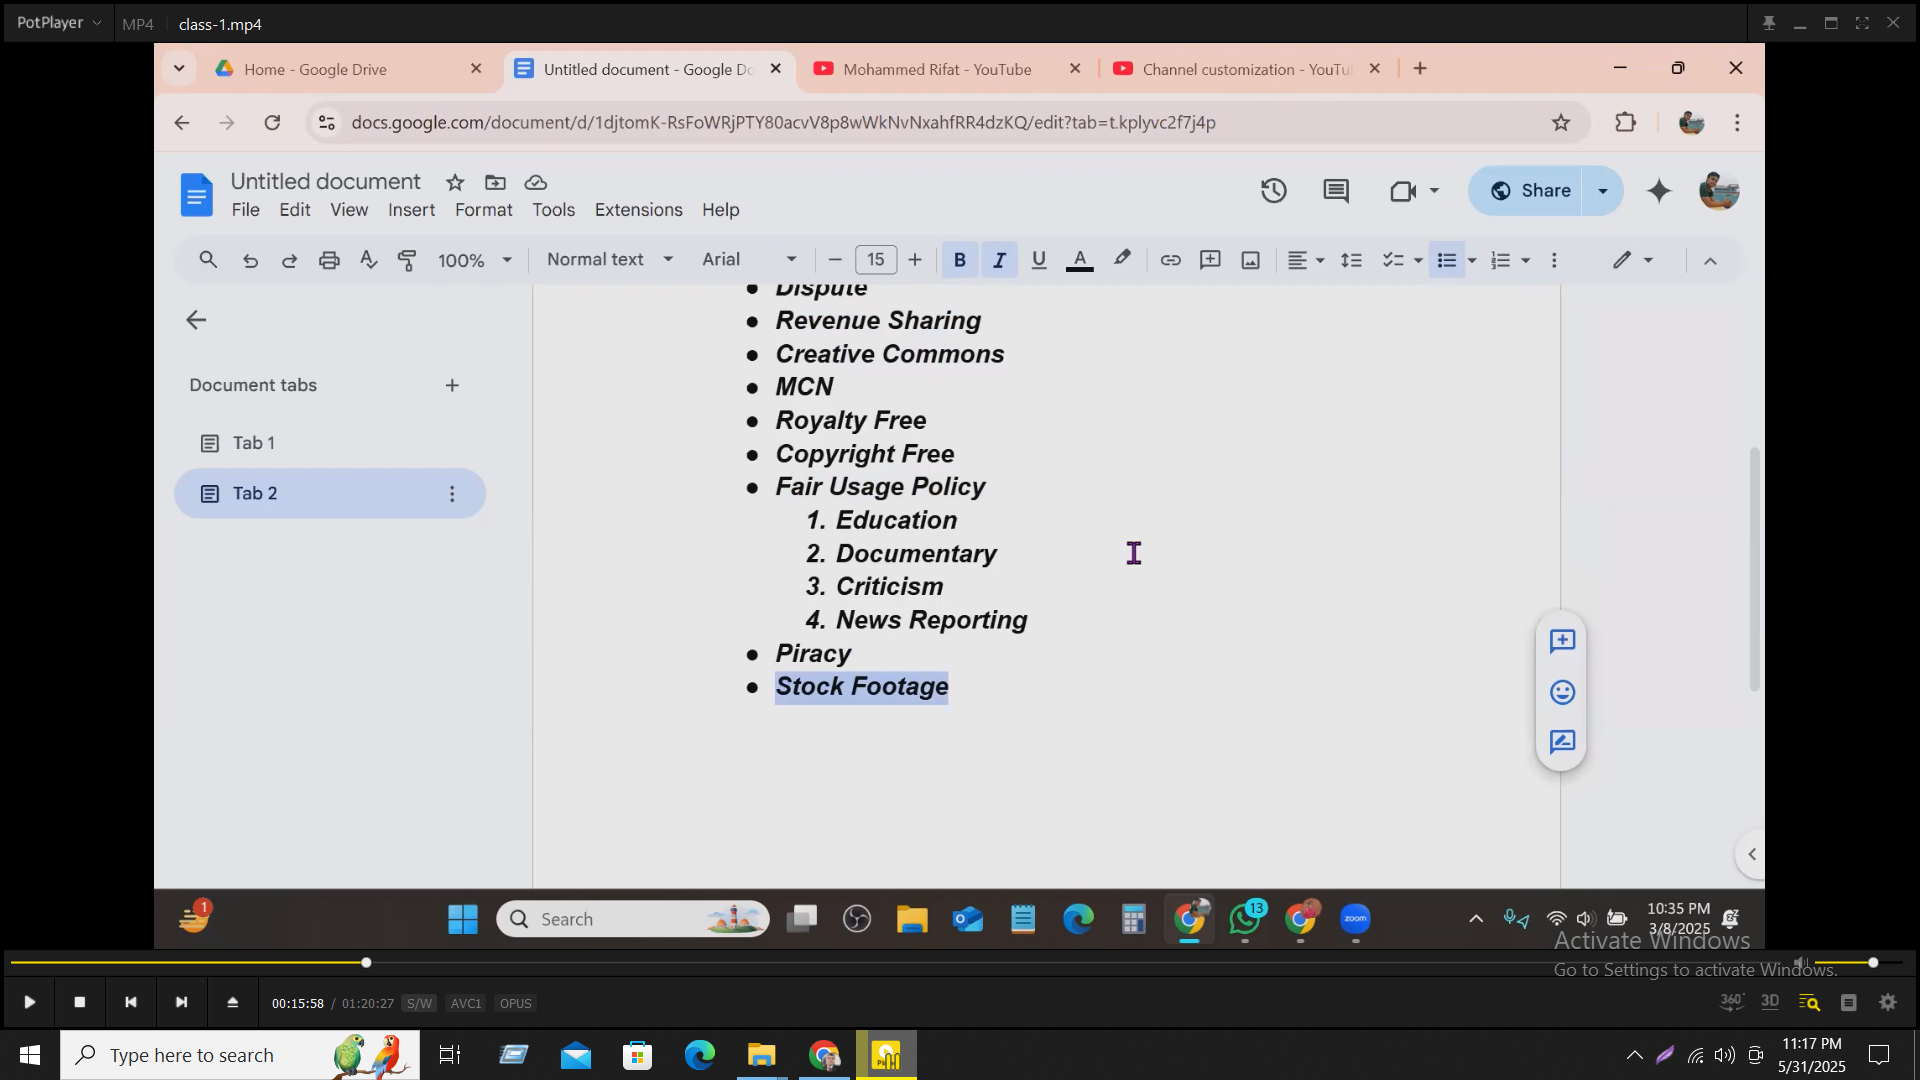 PotPlayer MP4 class-1.mp4
Home - Google Drive Untitled document - Google Do Mohammed Rifat - YouTube Channel customization - YouTu
docs.google.com/document/d/1djtomK-RsFoWRjPTY80acvV8p8wWkNvNxahfRR4dzKQ/edit?tab=t.kplyvc2f7j4p
Untitled document
Share
File Edit View Insert Format Tools Extensions Help
100% Normal text Arial 15 B I U A
Dispute
Revenue Sharing
Creative Commons
Document tabs
MCN
Royalty Free
Tab 1
Copyright Free
Fair Usage Policy
Tab 2
1. Education
2. Documentary
3. Criticism
4. News Reporting
Piracy
Stock Footage
1
Search
zoom
13
10:35 PM
3/8/2025
Activate Windows
Go to Settings to activate Windows.
00:15:58 / 01:20:27 S/W AVC1 OPUS
360° 3D
Type here to search
11:17 PM
5/31/2025